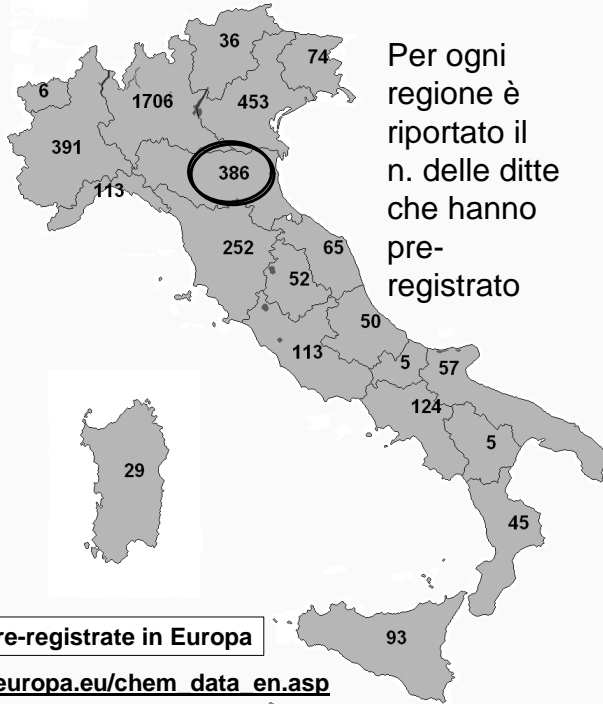 Per ogni
regione è
riportato il
n. delle ditte
che hanno
pre-
registrato
36
74
6
1706
453
391
386
113
252
65
52
50
113
5
57
124
5
29
45
93
re-registrate in Europa
europa.eu/chem_data_en.asp